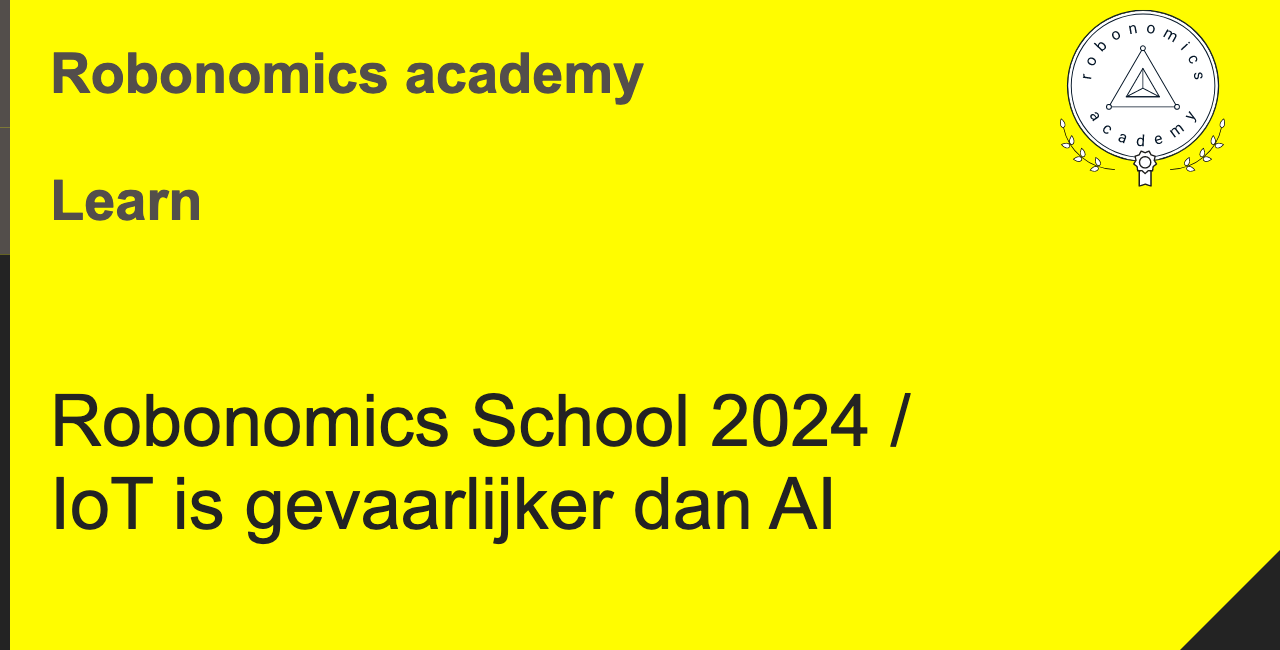 Robonomics academy
robonomics
academy
Learn
Robonomics School 2024 /
IoT is gevaarlijker dan AI